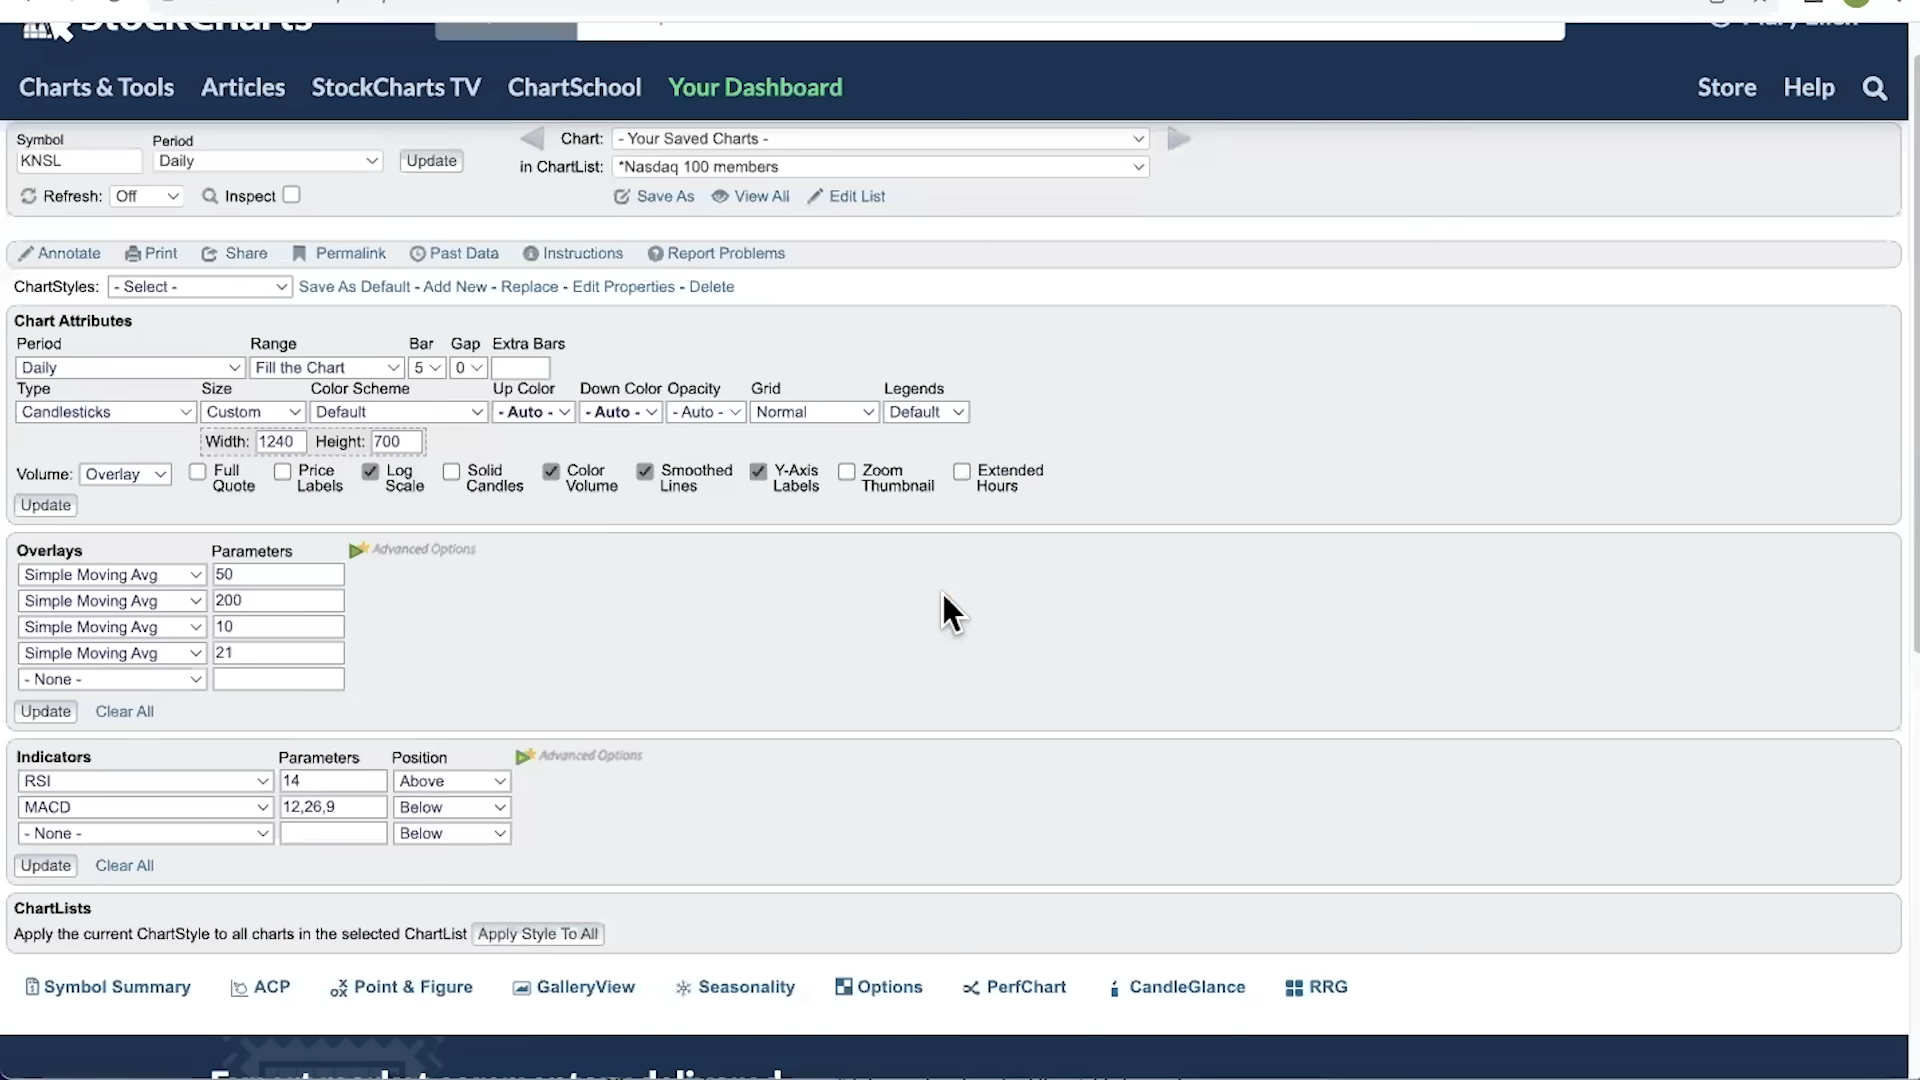 StockCharts
Charts & Tools Articles StockCharts TV ChartSchool Your Dashboard Store Help
Symbol Period Chart: - Your Saved Charts -
KNSL Daily Update in ChartList: *Nasdaq 100 members
Refresh: Off Inspect Save As View All Edit List
Annotate Print Share Permalink Past Data Instructions Report Problems
ChartStyles: - Select - Save As Default - Add New - Replace - Edit Properties - Delete
Chart Attributes
Period Range Bar Gap Extra Bars
Daily Fill the Chart 5 0
Type Size Color Scheme Up Color Down Color Opacity Grid Legends
Candlesticks Custom Default - Auto - - Auto - - Auto - Normal Default
Width: 1240 Height: 700
Volume: Overlay Full Quote Price Labels Log Scale Solid Candles Color Volume Smoothed Lines Y-Axis Labels Zoom Thumbnail Extended Hours
Update
Overlays Parameters Advanced Options
Simple Moving Avg 50
Simple Moving Avg 200
Simple Moving Avg 10
Simple Moving Avg 21
- None -
Update Clear All
Indicators Parameters Position Advanced Options
RSI 14 Above
MACD 12,26,9 Below
- None - Below
Update Clear All
ChartLists
Apply the current ChartStyle to all charts in the selected ChartList Apply Style To All
Symbol Summary ACP Point & Figure GalleryView Seasonality Options PerfChart CandleGlance RRG